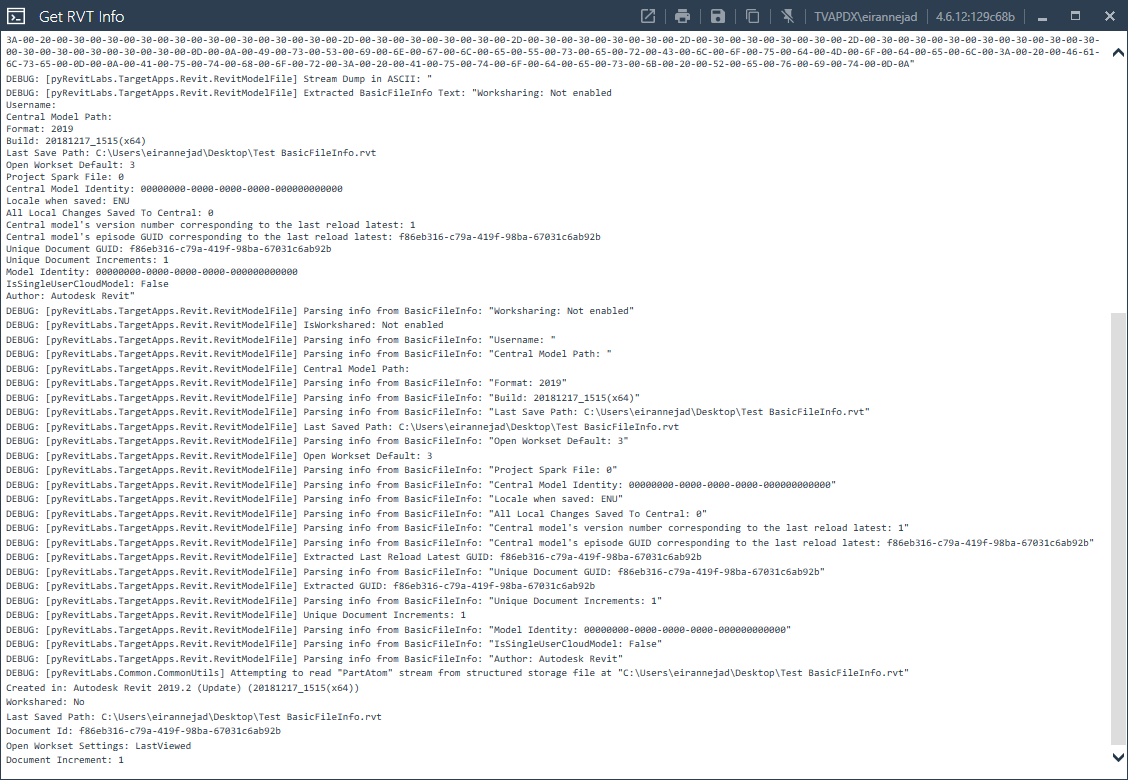 Get RVT Info
TVAPDX\eirannejad
4.6.12:129c68b
3A-00-20-00-30-00-30-00-30-00-30-00-30-00-30-00-30-00-30-00-2D-00-30-00-30-00-30-00-30-00-2D-00-30-00-30-00-30-00-30-00-2D-00-30-00-30-00-30-00-30-00-2D-00-30-00-30-00-30-00-30-00-30-00-30-
00-30-00-30-00-30-00-30-00-30-00-30-00-0D-00-0A-00-49-00-73-00-53-00-69-00-6E-00-67-00-6C-00-65-00-55-00-73-00-65-00-72-00-43-00-6C-00-6F-00-75-00-64-00-4D-00-6F-00-64-00-65-00-6C-00-3A-00-20-00-46-61-
6C-73-65-00-0D-00-0A-00-41-00-75-00-74-00-68-00-6F-00-72-00-3A-00-20-00-41-00-75-00-74-00-6F-00-64-00-65-00-73-00-6B-00-20-00-52-00-65-00-76-00-69-00-74-00-0D-0A"
DEBUG: [pyRevitLabs.TargetApps.Revit.RevitModelFile] Stream Dump in ASCII: "
DEBUG: [pyRevitLabs.TargetApps.Revit.RevitModelFile] Extracted BasicFileInfo Text: "Worksharing: Not enabled
Username:
Central Model Path:
Format: 2019
Build: 20181217_1515(x64)
Last Save Path: C:\Users\eirannejad\Desktop\Test BasicFileInfo.rvt
Open Workset Default: 3
Project Spark File: 0
Central Model Identity: 00000000-0000-0000-0000-000000000000
Locale when saved: ENU
All Local Changes Saved To Central: 0
Central model's version number corresponding to the last reload latest: 1
Central model's episode GUID corresponding to the last reload latest: f86eb316-c79a-419f-98ba-67031c6ab92b
Unique Document GUID: f86eb316-c79a-419f-98ba-67031c6ab92b
Unique Document Increments: 1
Model Identity: 00000000-0000-0000-0000-000000000000
IsSingleUserCloudModel: False
Author: Autodesk Revit"
DEBUG: [pyRevitLabs.TargetApps.Revit.RevitModelFile] Parsing info from BasicFileInfo: "Worksharing: Not enabled"
DEBUG: [pyRevitLabs.TargetApps.Revit.RevitModelFile] IsWorkshared: Not enabled
DEBUG: [pyRevitLabs.TargetApps.Revit.RevitModelFile] Parsing info from BasicFileInfo: "Username: "
DEBUG: [pyRevitLabs.TargetApps.Revit.RevitModelFile] Parsing info from BasicFileInfo: "Central Model Path: "
DEBUG: [pyRevitLabs.TargetApps.Revit.RevitModelFile] Central Model Path:
DEBUG: [pyRevitLabs.TargetApps.Revit.RevitModelFile] Parsing info from BasicFileInfo: "Format: 2019"
DEBUG: [pyRevitLabs.TargetApps.Revit.RevitModelFile] Parsing info from BasicFileInfo: "Build: 20181217_1515(x64)"
DEBUG: [pyRevitLabs.TargetApps.Revit.RevitModelFile] Parsing info from BasicFileInfo: "Last Save Path: C:\Users\eirannejad\Desktop\Test BasicFileInfo.rvt"
DEBUG: [pyRevitLabs.TargetApps.Revit.RevitModelFile] Last Saved Path: C:\Users\eirannejad\Desktop\Test BasicFileInfo.rvt
DEBUG: [pyRevitLabs.TargetApps.Revit.RevitModelFile] Parsing info from BasicFileInfo: "Open Workset Default: 3"
DEBUG: [pyRevitLabs.TargetApps.Revit.RevitModelFile] Open Workset Default: 3
DEBUG: [pyRevitLabs.TargetApps.Revit.RevitModelFile] Parsing info from BasicFileInfo: "Project Spark File: 0"
DEBUG: [pyRevitLabs.TargetApps.Revit.RevitModelFile] Parsing info from BasicFileInfo: "Central Model Identity: 00000000-0000-0000-0000-000000000000"
DEBUG: [pyRevitLabs.TargetApps.Revit.RevitModelFile] Parsing info from BasicFileInfo: "Locale when saved: ENU"
DEBUG: [pyRevitLabs.TargetApps.Revit.RevitModelFile] Parsing info from BasicFileInfo: "All Local Changes Saved To Central: 0"
DEBUG: [pyRevitLabs.TargetApps.Revit.RevitModelFile] Parsing info from BasicFileInfo: "Central model's version number corresponding to the last reload latest: 1"
DEBUG: [pyRevitLabs.TargetApps.Revit.RevitModelFile] Parsing info from BasicFileInfo: "Central model's episode GUID corresponding to the last reload latest: f86eb316-c79a-419f-98ba-67031c6ab92b"
DEBUG: [pyRevitLabs.TargetApps.Revit.RevitModelFile] Extracted Last Reload Latest GUID: f86eb316-c79a-419f-98ba-67031c6ab92b
DEBUG: [pyRevitLabs.TargetApps.Revit.RevitModelFile] Parsing info from BasicFileInfo: "Unique Document GUID: f86eb316-c79a-419f-98ba-67031c6ab92b"
DEBUG: [pyRevitLabs.TargetApps.Revit.RevitModelFile] Extracted GUID: f86eb316-c79a-419f-98ba-67031c6ab92b
DEBUG: [pyRevitLabs.TargetApps.Revit.RevitModelFile] Parsing info from BasicFileInfo: "Unique Document Increments: 1"
DEBUG: [pyRevitLabs.TargetApps.Revit.RevitModelFile] Unique Document Increments: 1
DEBUG: [pyRevitLabs.TargetApps.Revit.RevitModelFile] Parsing info from BasicFileInfo: "Model Identity: 00000000-0000-0000-0000-000000000000"
DEBUG: [pyRevitLabs.TargetApps.Revit.RevitModelFile] Parsing info from BasicFileInfo: "IsSingleUserCloudModel: False"
DEBUG: [pyRevitLabs.TargetApps.Revit.RevitModelFile] Parsing info from BasicFileInfo: "Author: Autodesk Revit"
DEBUG: [pyRevitLabs.Common.CommonUtils] Attempting to read "PartAtom" stream from structured storage file at "C:\Users\eirannejad\Desktop\Test BasicFileInfo.rvt"
Created in: Autodesk Revit 2019.2 (Update) (20181217_1515(x64))
Workshared: No
Last Saved Path: C:\Users\eirannejad\Desktop\Test BasicFileInfo.rvt
Document Id: f86eb316-c79a-419f-98ba-67031c6ab92b
Open Workset Settings: LastViewed
Document Increment: 1